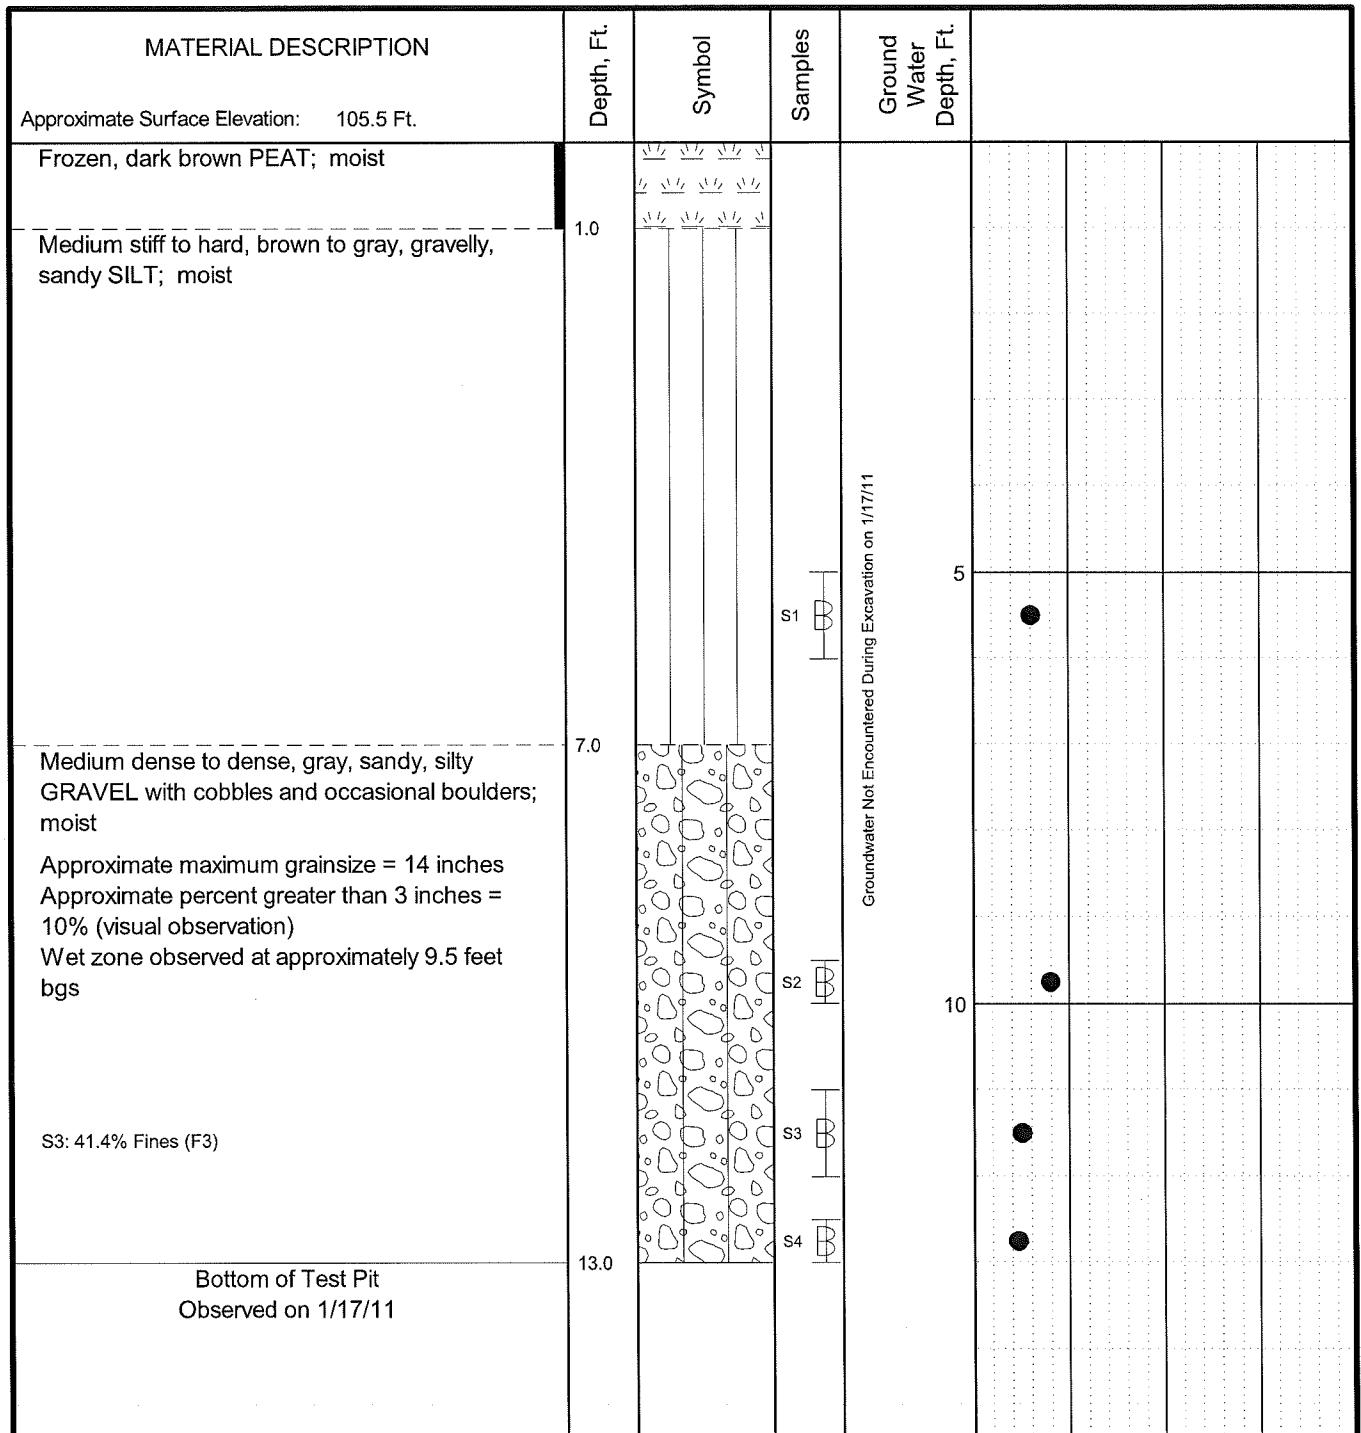 MATERIAL DESCRIPTION
Approximate Surface Elevation: 105.5 Ft.
Depth, Ft.
Symbol
Samples
Ground
Water
Depth, Ft.
Frozen, dark brown PEAT; moist
1.0
Medium stiff to hard, brown to gray, gravelly,
sandy SILT; moist
Groundwater Not Encountered During Excavation on 1/17/11
5
S1
7.0
Medium dense to dense, gray, sandy, silty
GRAVEL with cobbles and occasional boulders;
moist
Approximate maximum grainsize = 14 inches
Approximate percent greater than 3 inches =
10% (visual observation)
Wet zone observed at approximately 9.5 feet
bgs
S2
10
S3: 41.4% Fines (F3)
S3
S4
13.0
Bottom of Test Pit
Observed on 1/17/11